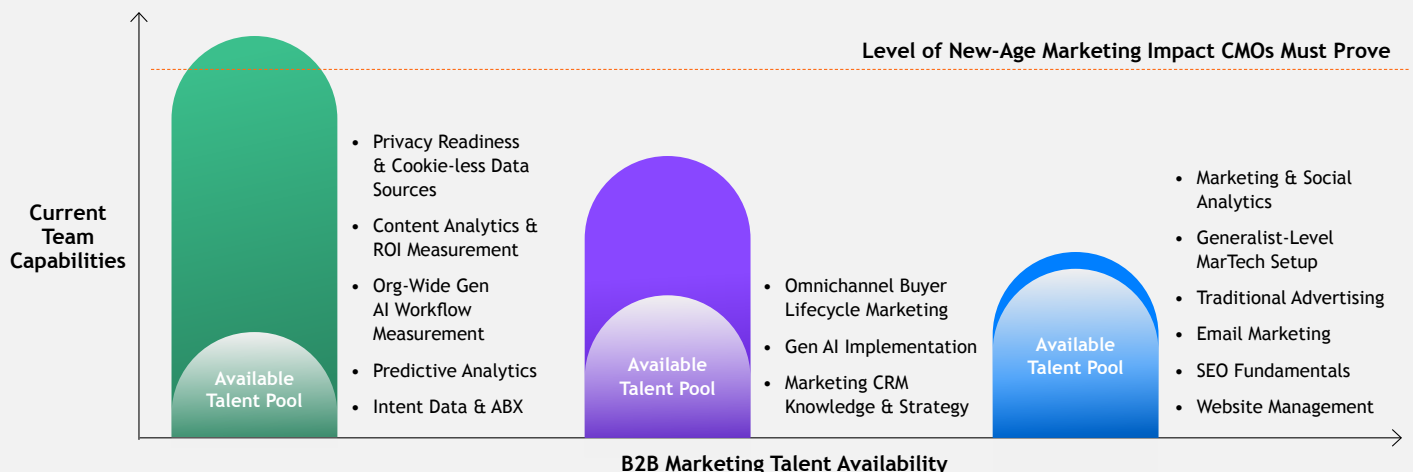 Level of New-Age Marketing Impact CMOs Must Prove
Current
Team
Capabilities
• Privacy Readiness
& Cookie-less Data
Sources
• Content Analytics &
ROI Measurement
• Org-Wide Gen
AI Workflow
Measurement
• Predictive Analytics
• Intent Data & ABX
Available
Talent Pool
• Omnichannel Buyer
Lifecycle Marketing
• Gen AI Implementation
• Marketing CRM
Knowledge & Strategy
Available
Talent Pool
• Marketing & Social
Analytics
• Generalist-Level
MarTech Setup
• Traditional Advertising
• Email Marketing
• SEO Fundamentals
• Website Management
Available
Talent Pool
B2B Marketing Talent Availability